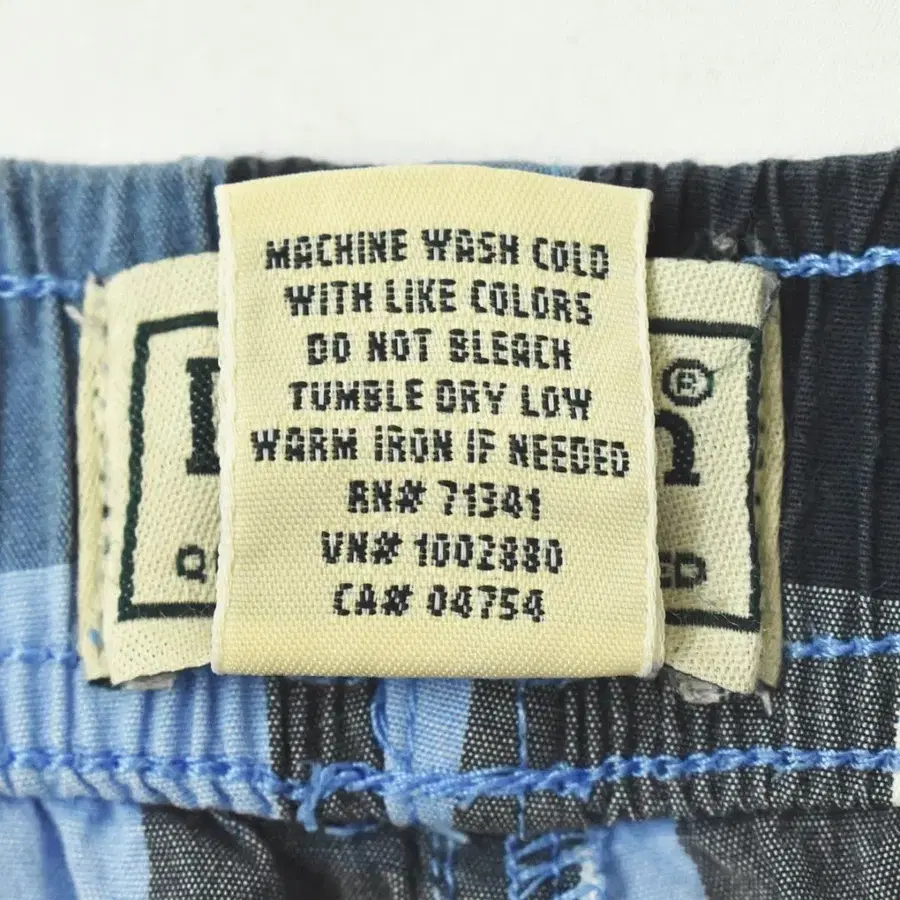 MACHINE WASH COLD
WITH LIKE COLORS
DO NOT BLEACH
TUMBLE DRY LOW
WARM IRON IF NEEDED
RN# 71341
VN# 1002880
CA# 04754
®